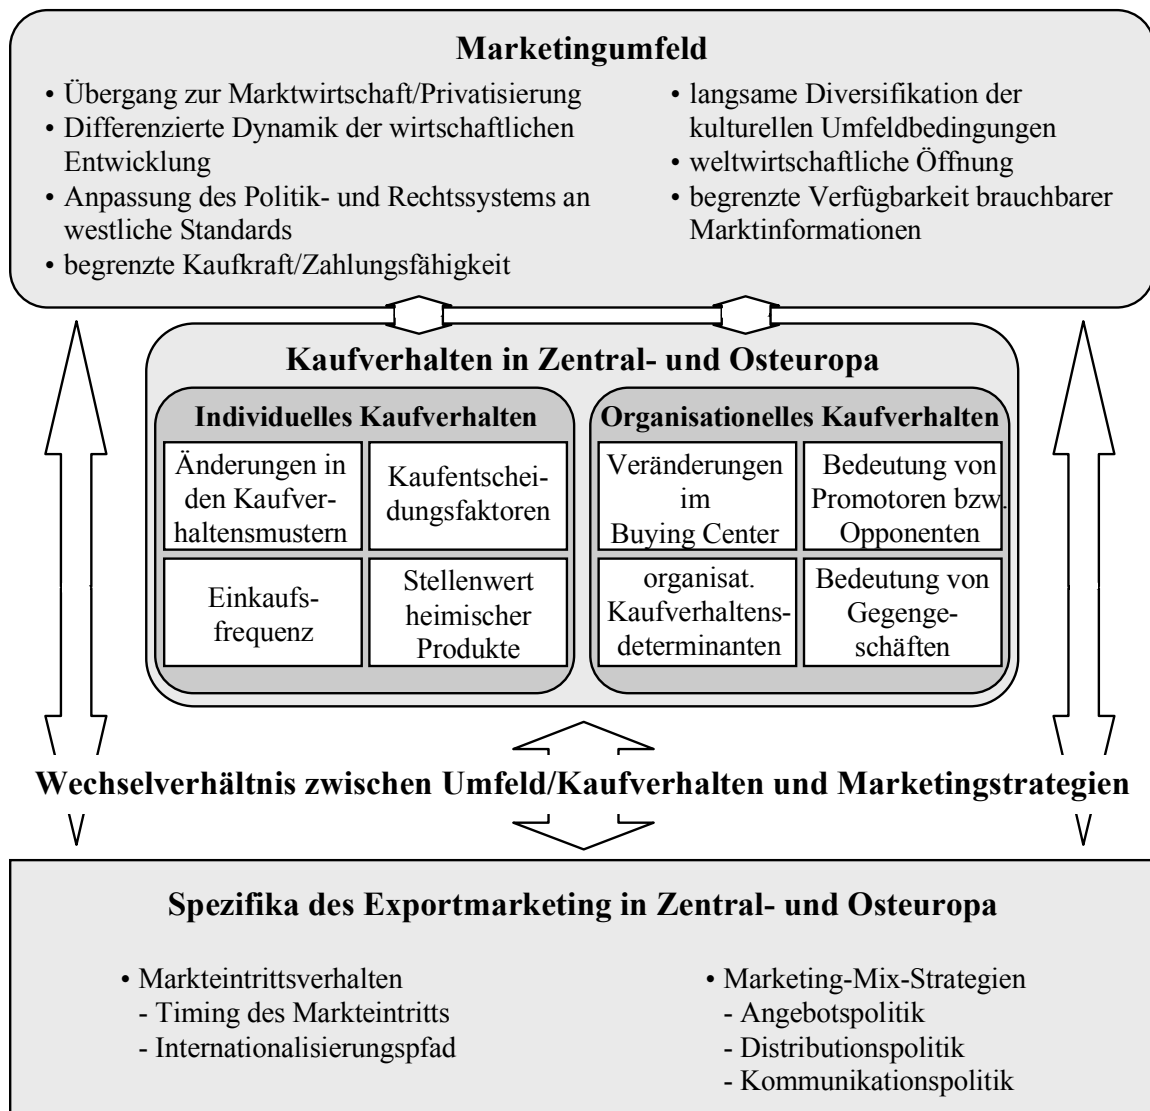 Marketingumfeld
• Übergang zur Marktwirtschaft/Privatisierung
• Differenzierte Dynamik der wirtschaftlichen
Entwicklung
• Anpassung des Politik- und Rechtssystems an
westliche Standards
• begrenzte Kaufkraft/Zahlungsfähigkeit
• langsame Diversifikation der
kulturellen Umfeldbedingungen
• weltwirtschaftliche Öffnung
• begrenzte Verfügbarkeit brauchbarer
Marktinformationen
Kaufverhalten in Zentral- und Osteuropa
Individuelles Kaufverhalten
Änderungen in
den Kaufver-
haltensmustern
Kaufentschei-
dungsfaktoren
Einkaufs-
frequenz
Stellenwert
heimischer
Produkte
Organisationelles Kaufverhalten
Veränderungen
im
Buying Center
Bedeutung von
Promotoren bzw.
Opponenten
organisat.
Kaufverhaltens-
determinanten
Bedeutung von
Gegenge-
schäften
Wechselverhältnis zwischen Umfeld/Kaufverhalten und Marketingstrategien
Spezifika des Exportmarketing in Zentral- und Osteuropa
• Markteintrittsverhalten
- Timing des Markteintritts
- Internationalisierungspfad
• Marketing-Mix-Strategien
- Angebotspolitik
- Distributionspolitik
- Kommunikationspolitik